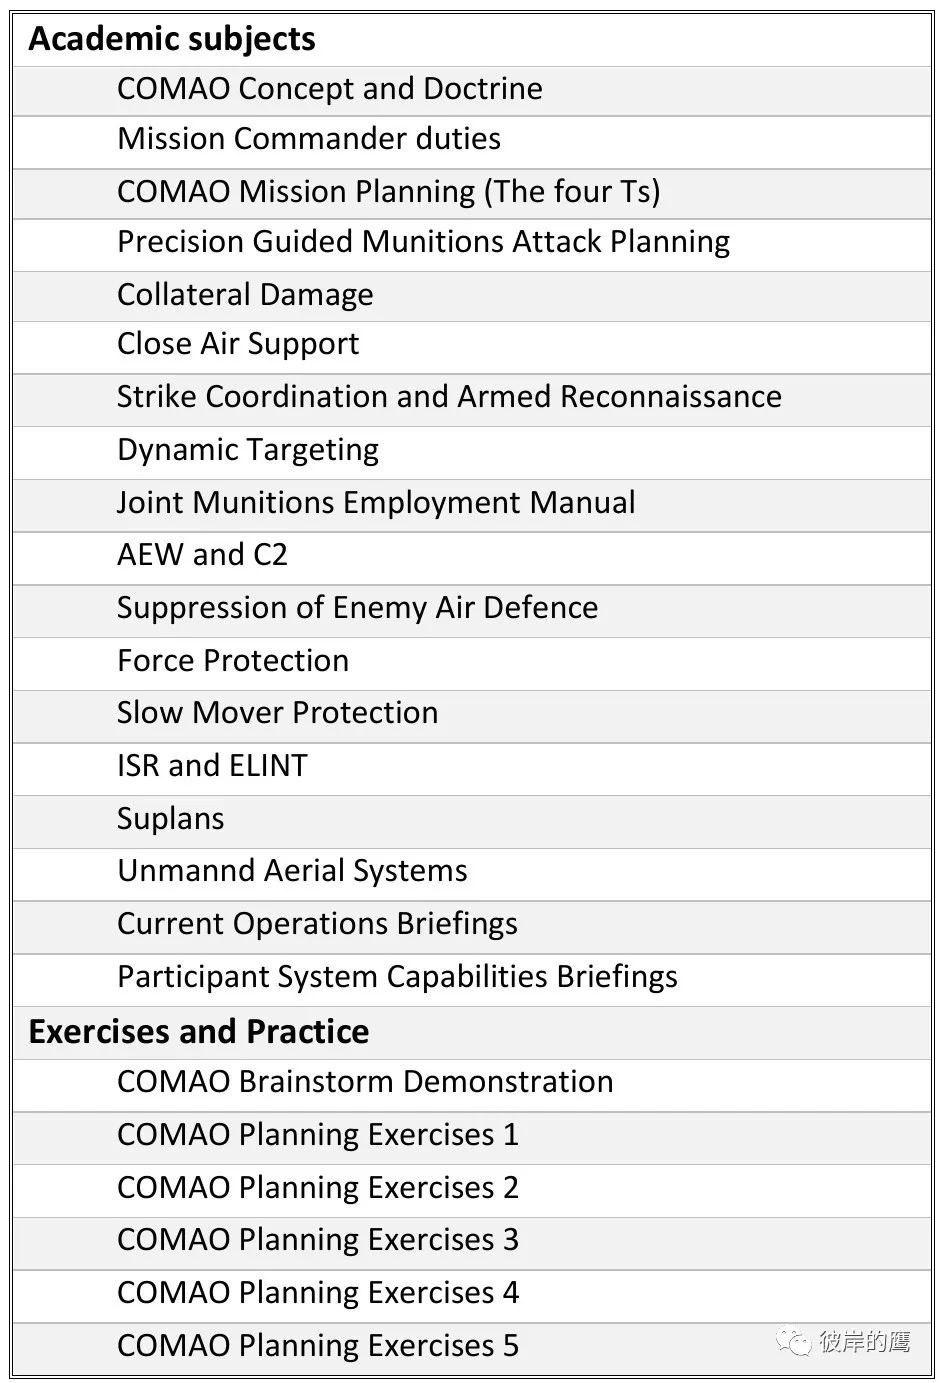 Academic subjects
COMAO Concept and Doctrine
Mission Commander duties
COMAO Mission Planning (The four Ts)
Precision Guided Munitions Attack Planning
Collateral Damage
Close Air Support
Strike Coordination and Armed Reconnaissance
Dynamic Targeting
Joint Munitions Employment Manual
AEW and C2
Suppression of Enemy Air Defence
Force Protection
Slow Mover Protection
ISR and ELINT
Suplans
Unmannd Aerial Systems
Current Operations Briefings
Participant System Capabilities Briefings
Exercises and Practice
COMAO Brainstorm Demonstration
COMAO Planning Exercises 1
COMAO Planning Exercises 2
COMAO Planning Exercises 3
COMAO Planning Exercises 4
COMAO Planning Exercises 5
彼岸的鹰